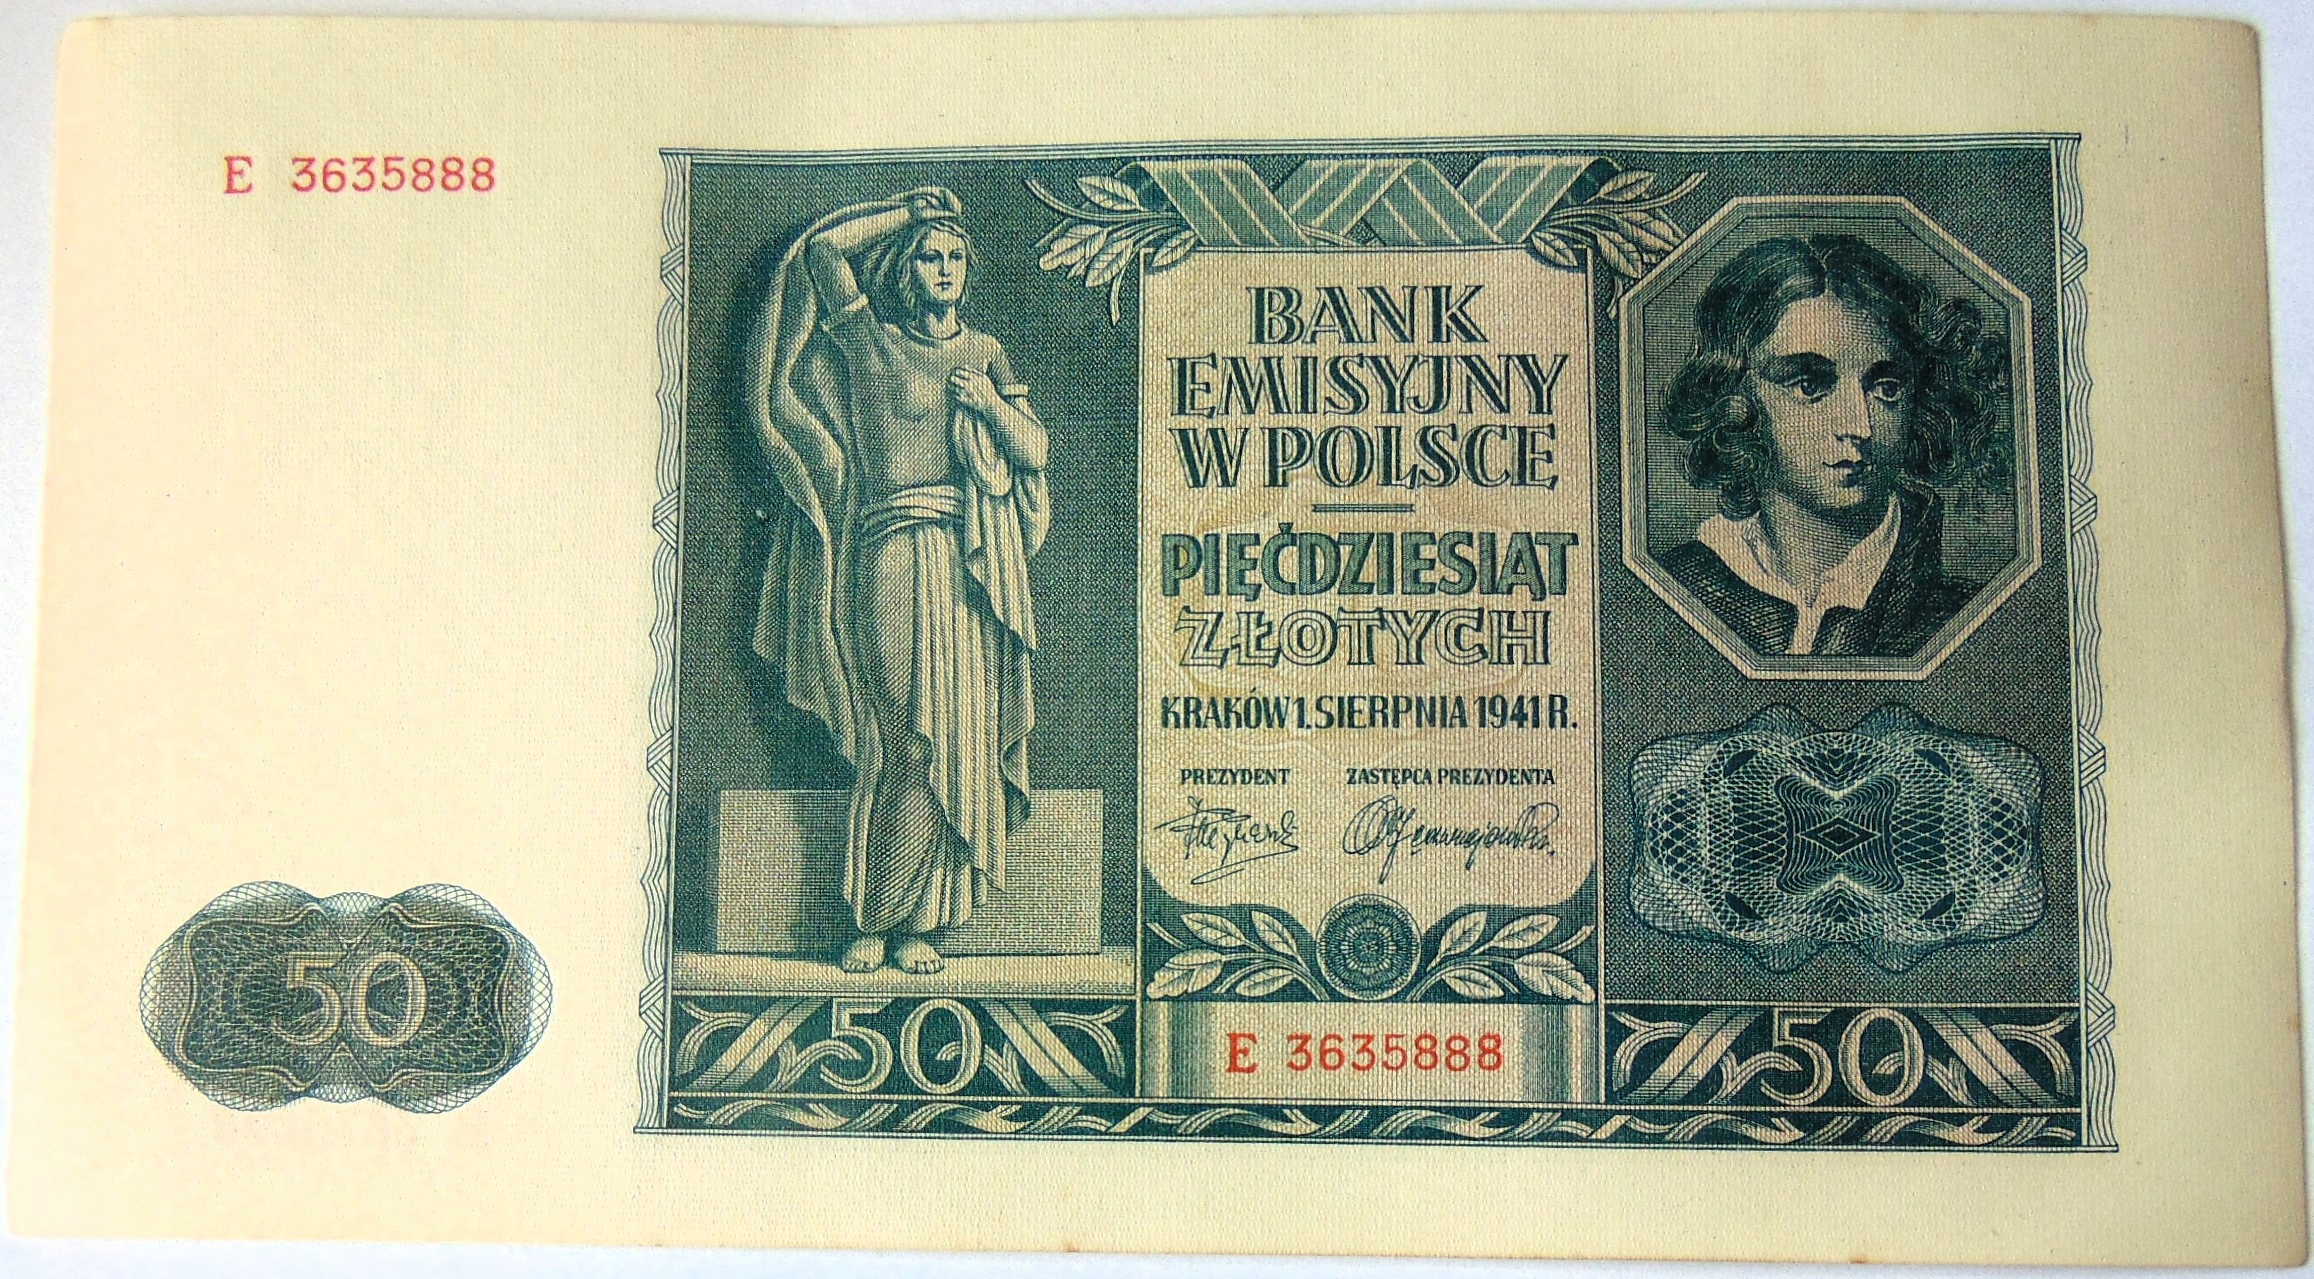 E 3635888
BANK
EMISYJNY
W POLSCE
PIĘĆDZIESIĄT
ZŁOTYCH
KRAKÓW 1. SIERPNIA 1941 R.
PREZYDENT ZASTĘPCA PREZYDENTA
50
50
E 3635888
50